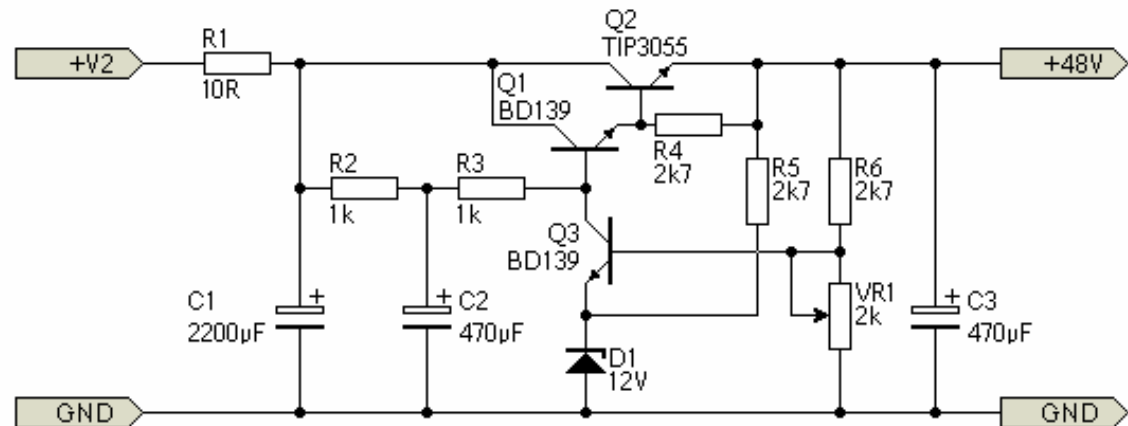 Q2
TIP3055
+V2
R1
10R
+48V
Q1
BD139
R4
2k7
R2
1k
R3
1k
R5
2k7
R6
2k7
Q3
BD139
C1
2200µF
+
C2
470µF
+
VR1
2k
C3
470µF
+
D1
12V
GND
GND